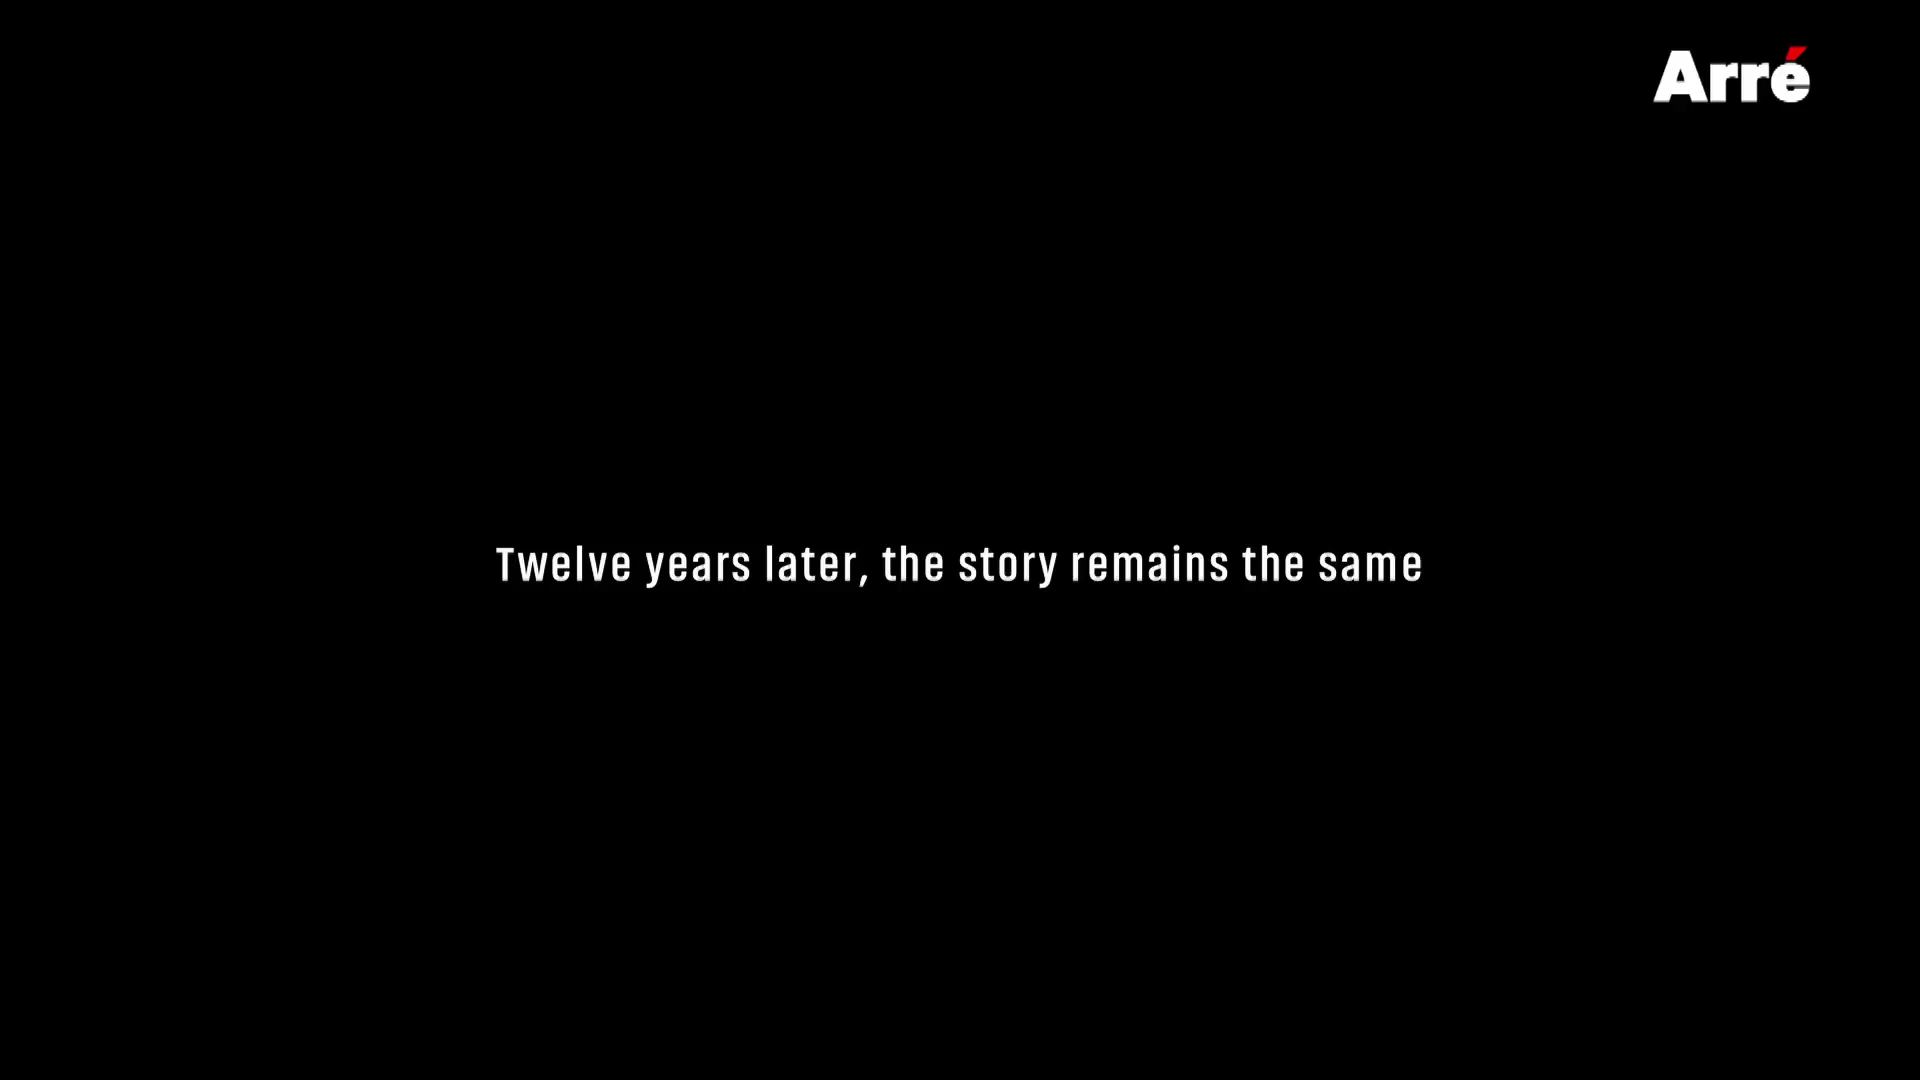 Arré
Twelve years later, the story remains the same